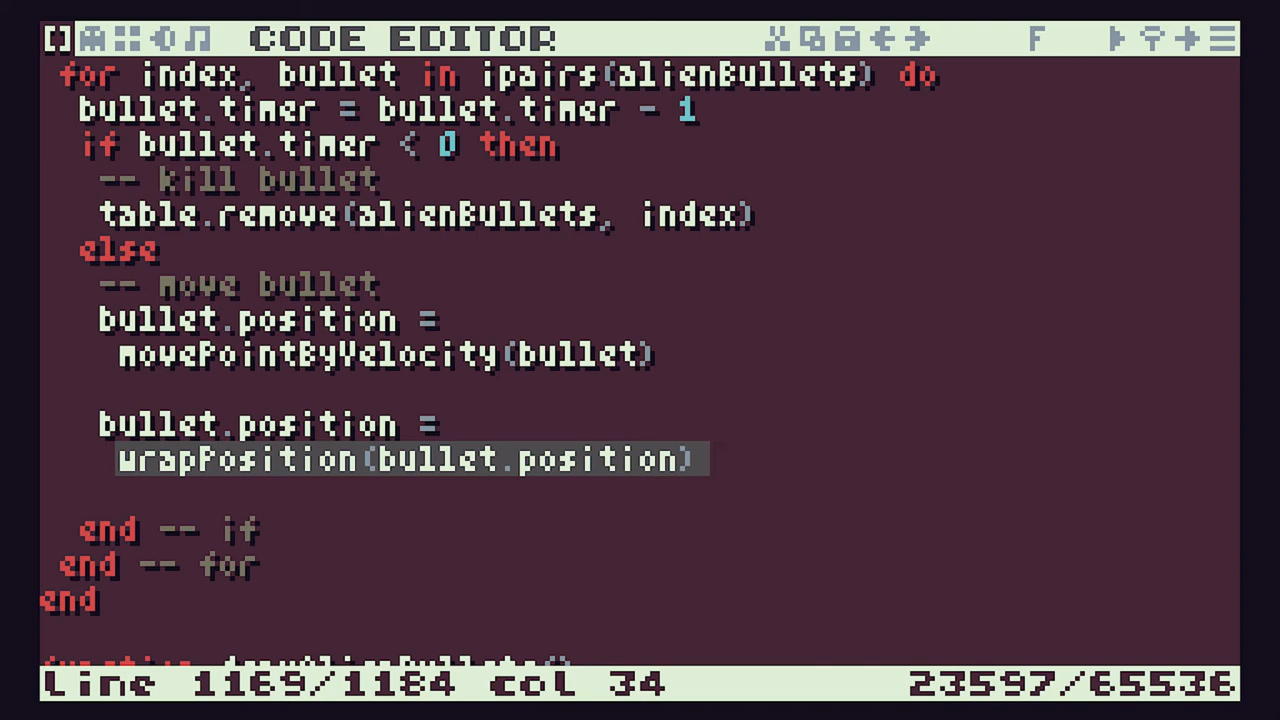 CODE EDITOR F
for index, bullet in ipairs(alienBullets) do
bullet.timer = bullet.timer - 1
if bullet.timer < 0 then
-- kill bullet
table.remove(alienBullets, index)
else
-- move bullet
bullet.position =
movePointByVelocity(bullet)
bullet.position =
wrapPosition(bullet.position)
end -- if
end -- for
end
function drawAlienBullets()
line 1169/1184 col 34 23597/65536